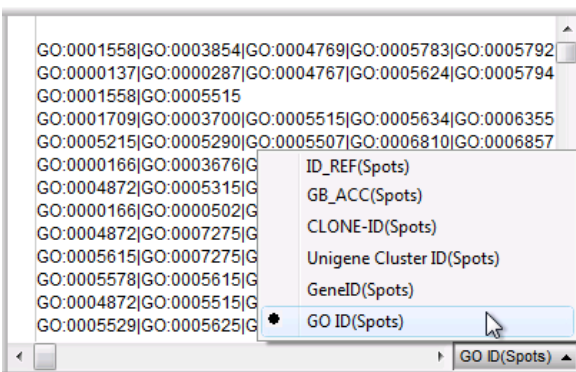 GO:0001558|GO:0003854|GO:0004769|GO:0005783|GO:0005792
GO:0000137|GO:0000287|GO:0004767|GO:0005624|GO:0005794
GO:0001558|GO:0005515
GO:0001709|GO:0003700|GO:0005515|GO:0005634|GO:0006355
GO:0005215|GO:0005290|GO:0005507|GO:0006810|GO:0006857
GO:0000166|GO:0003676|G
GO:0004872|GO:0005315|G
GO:0000166|GO:0000502|G
GO:0004872|GO:0007275|G
GO:0005615|GO:0007275|G
GO:0005578|GO:0005615|G
GO:0004872|GO:0005515|G
GO:0005529|GO:0005625|G
ID_REF(Spots)
GB_ACC(Spots)
CLONE-ID(Spots)
Unigene Cluster ID(Spots)
GeneID(Spots)
GO ID(Spots)
GO ID(Spots)